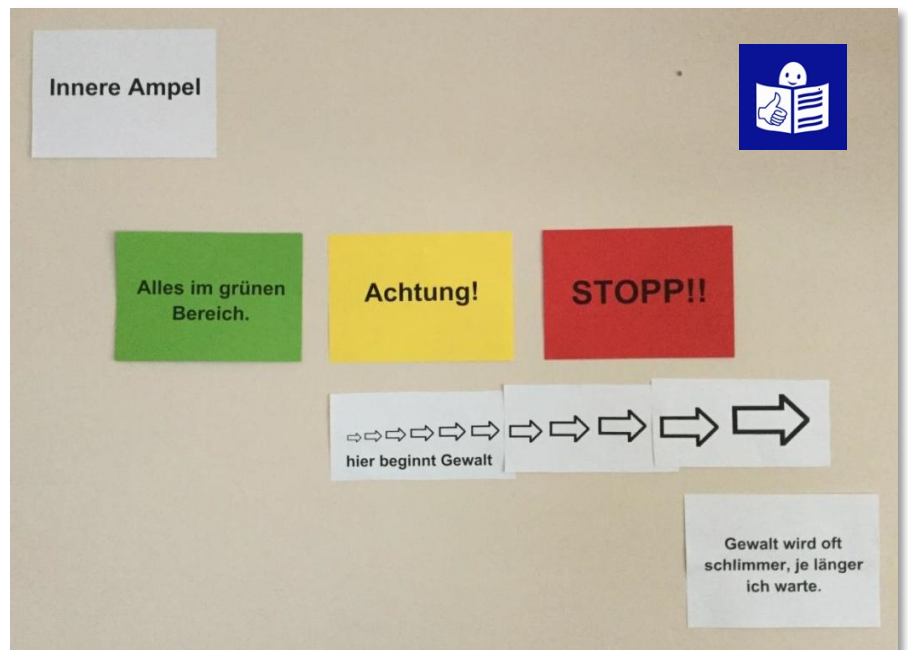 Innere Ampel
Alles im grünen
Bereich.
Achtung!
STOPP!!
hier beginnt Gewalt
Gewalt wird oft
schlimmer, je länger
ich warte.